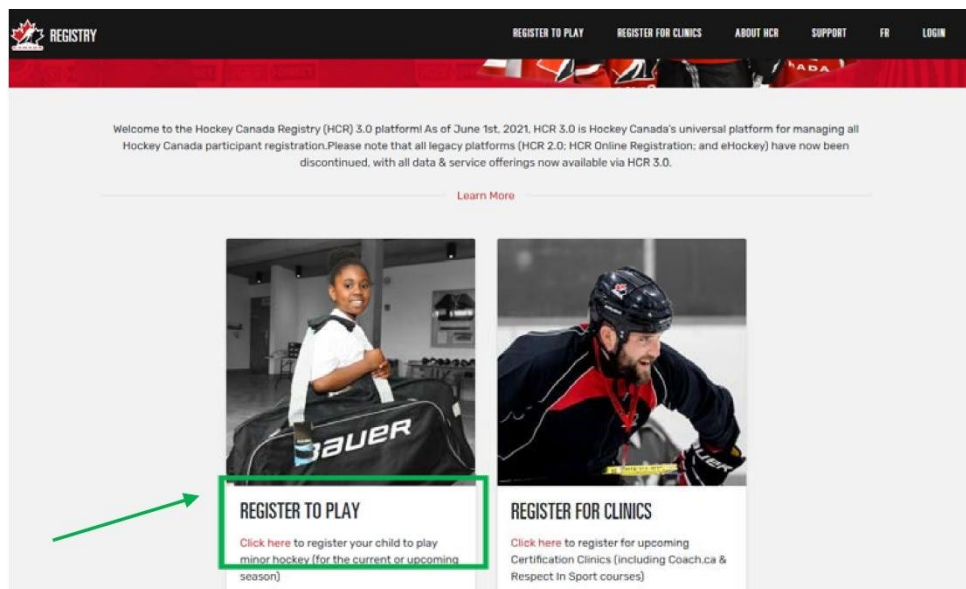 REGISTRY
REGISTER TO PLAY REGISTER FOR CLINICS ABOUT HCR SUPPORT FR LOGIN
Welcome to the Hockey Canada Registry (HCR) 3.0 platform! As of June 1st, 2021, HCR 3.0 is Hockey Canada's universal platform for managing all
Hockey Canada participant registration.Please note that all legacy platforms (HCR 2.0; HCR Online Registration; and eHockey) have now been
discontinued, with all data & service offerings now available via HCR 3.0.
Learn More
BAUER
REGISTER TO PLAY
Click here to register your child to play
minor hockey (for the current or upcoming
season)
REGISTER FOR CLINICS
Click here to register for upcoming
Certification Clinics (including Coach.ca &
Respect In Sport courses)